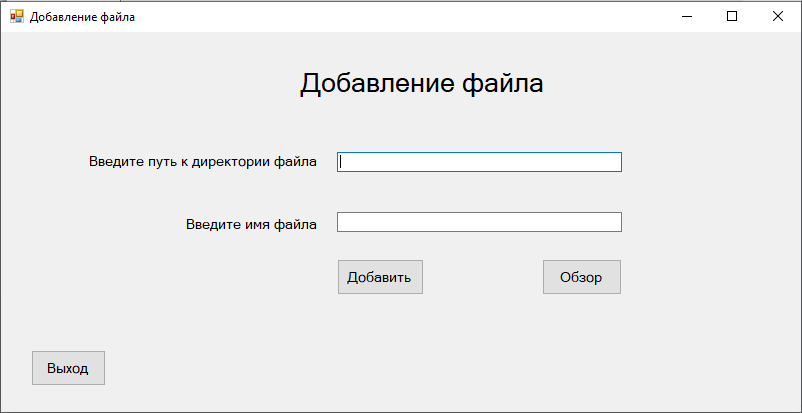 Добавление файла
Добавление файла
Введите путь к директории файла
Введите имя файла
Добавить Обзор
Выход